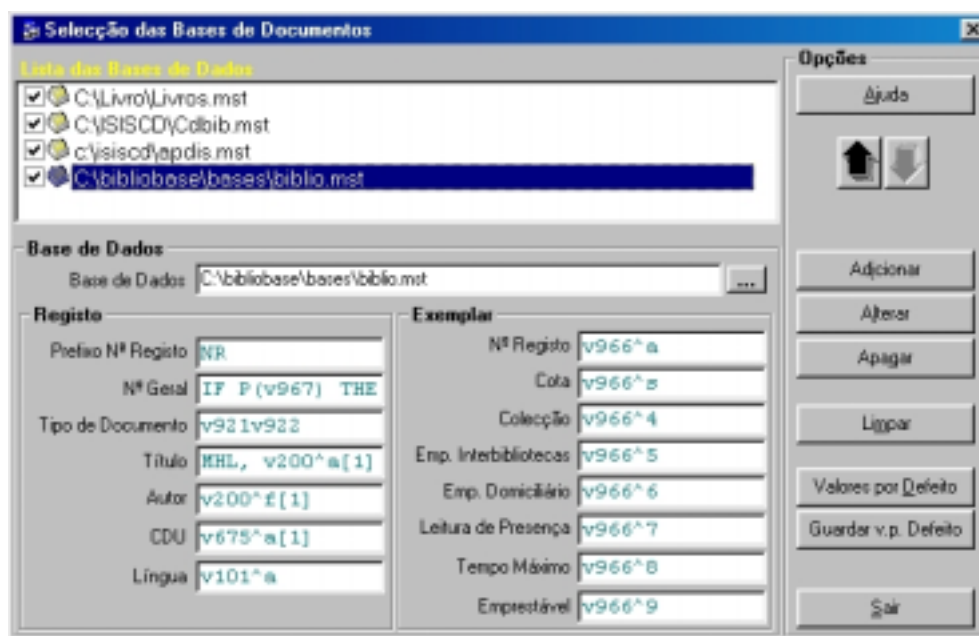 Selecção das Bases de Documentos
Lista das Bases de Dados
C:\Livro\Livros.mst
C:\ISISCD\Cdbib.mst
c:\isiscd\apdis.mst
C:\bibliobase\bases\biblio.mst
Base de Dados
Base de Dados C:\bibliobase\bases\biblio.mst ...
Registo
Prefixo Nº Registo NR
Nº Geral IF P(v967) THE
Tipo de Documento v921v922
Título MHL, v200^a[1]
Autor v200^f[1]
CDU v675^a[1]
Língua v101^a
Exemplar
Nº Registo v966^a
Cota v966^s
Colecção v966^4
Emp. Interbibliotecas v966^5
Emp. Domiciliário v966^6
Leitura de Presença v966^7
Tempo Máximo v966^8
Emprestável v966^9
Opções
Ajuda
Adicionar
Alterar
Apagar
Limpar
Valores por Defeito
Guardar v.p. Defeito
Sair